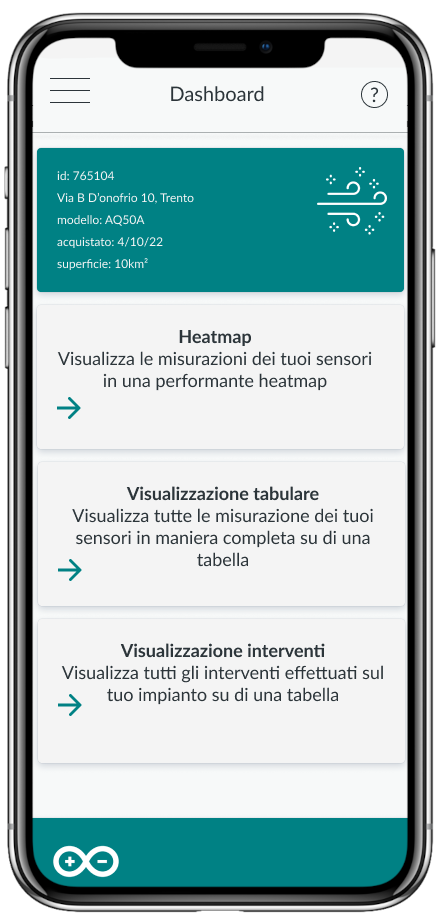 Dashboard
?
id: 765104
Via B D'onofrio 10, Trento
modello: AQ50A
acquistato: 4/10/22
superficie: 10km²
Heatmap
Visualizza le misurazioni dei tuoi sensori
in una performante heatmap
Visualizzazione tabulare
Visualizza tutte le misurazione dei tuoi
sensori in maniera completa su di una
tabella
Visualizzazione interventi
Visualizza tutti gli interventi effettuati sul
tuo impianto su di una tabella